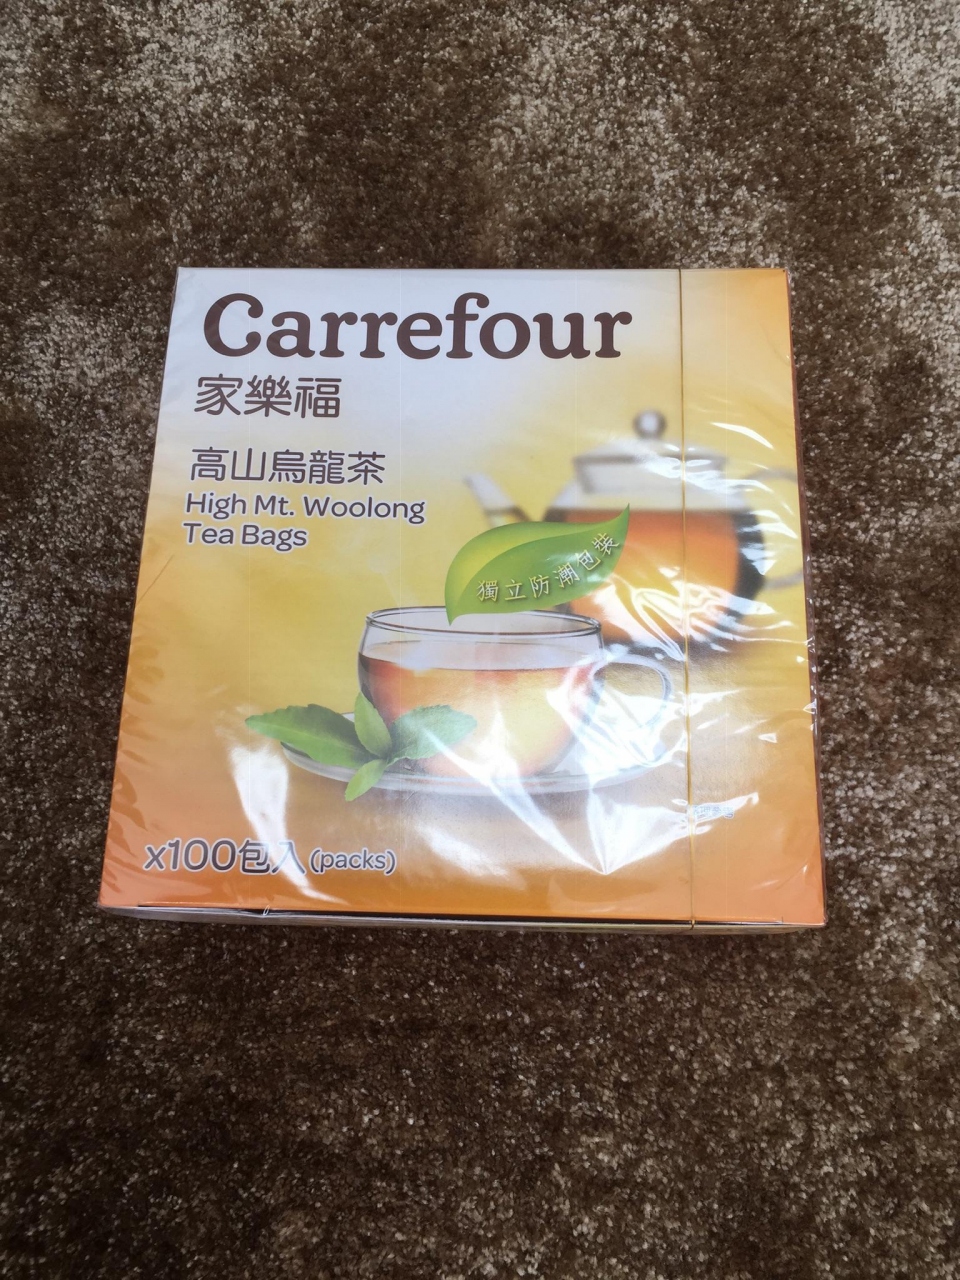 Carrefour
家樂福
高山烏龍茶
High Mt. Woolong
Tea Bags
獨立防潮包裝
x100包入(packs)